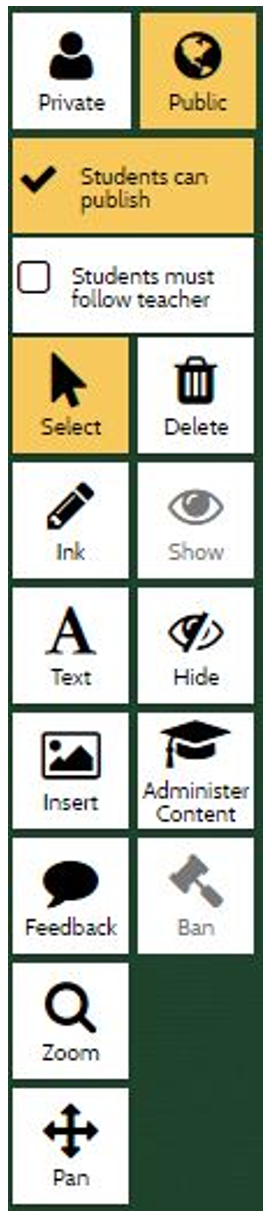 Private
Public
Students can
publish
Students must
follow teacher
Select
Delete
Ink
Show
Text
Hide
Insert
Administer
Content
Feedback
Ban
Zoom
Pan